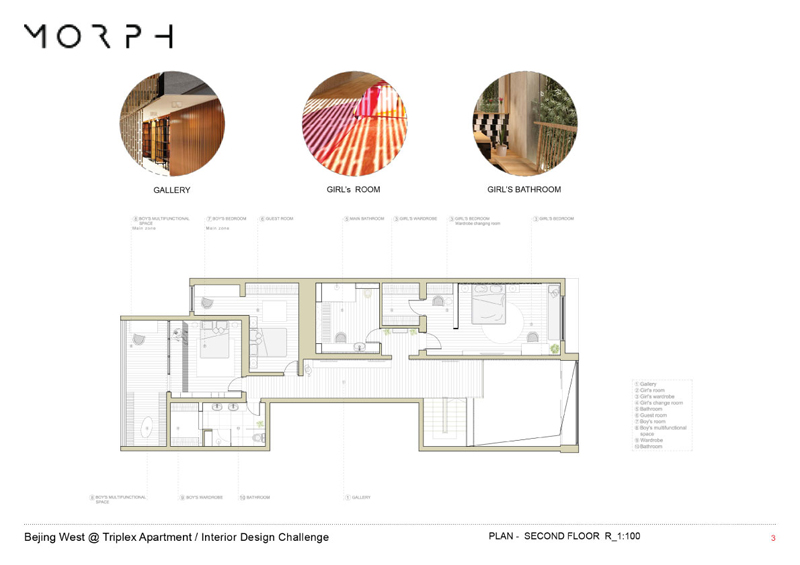 MORPH
GALLERY
GIRL's ROOM
GIRL'S BATHROOM
8 BOY'S MULTIFUNCTIONAL
SPACE
Main zone
7 BOY'S BEDROOM
Main zone
6 GUEST ROOM
MAIN BATHROOM
3 GIRL'S WARDROBE
2 GIRL'S BEDROOM
Wardrobe changing room
GIRL'S BEDROOM
1 Gallery
2 Girl's room
3 Girl's wardrobe
4 Girl's change room
5 Bathroom
6 Guest room
7 Boy's room
8 Boy's multifunctional
space
9 Wardrobe
10 Bathroom
8 BOY'S MULTIFUNCTIONAL
SPACE
9 BOY'S WARDROBE
10 BATHROOM
1 GALLERY
Bejing West @ Triplex Apartment / Interior Design Challenge
PLAN - SECOND FLOOR R_1:100
3